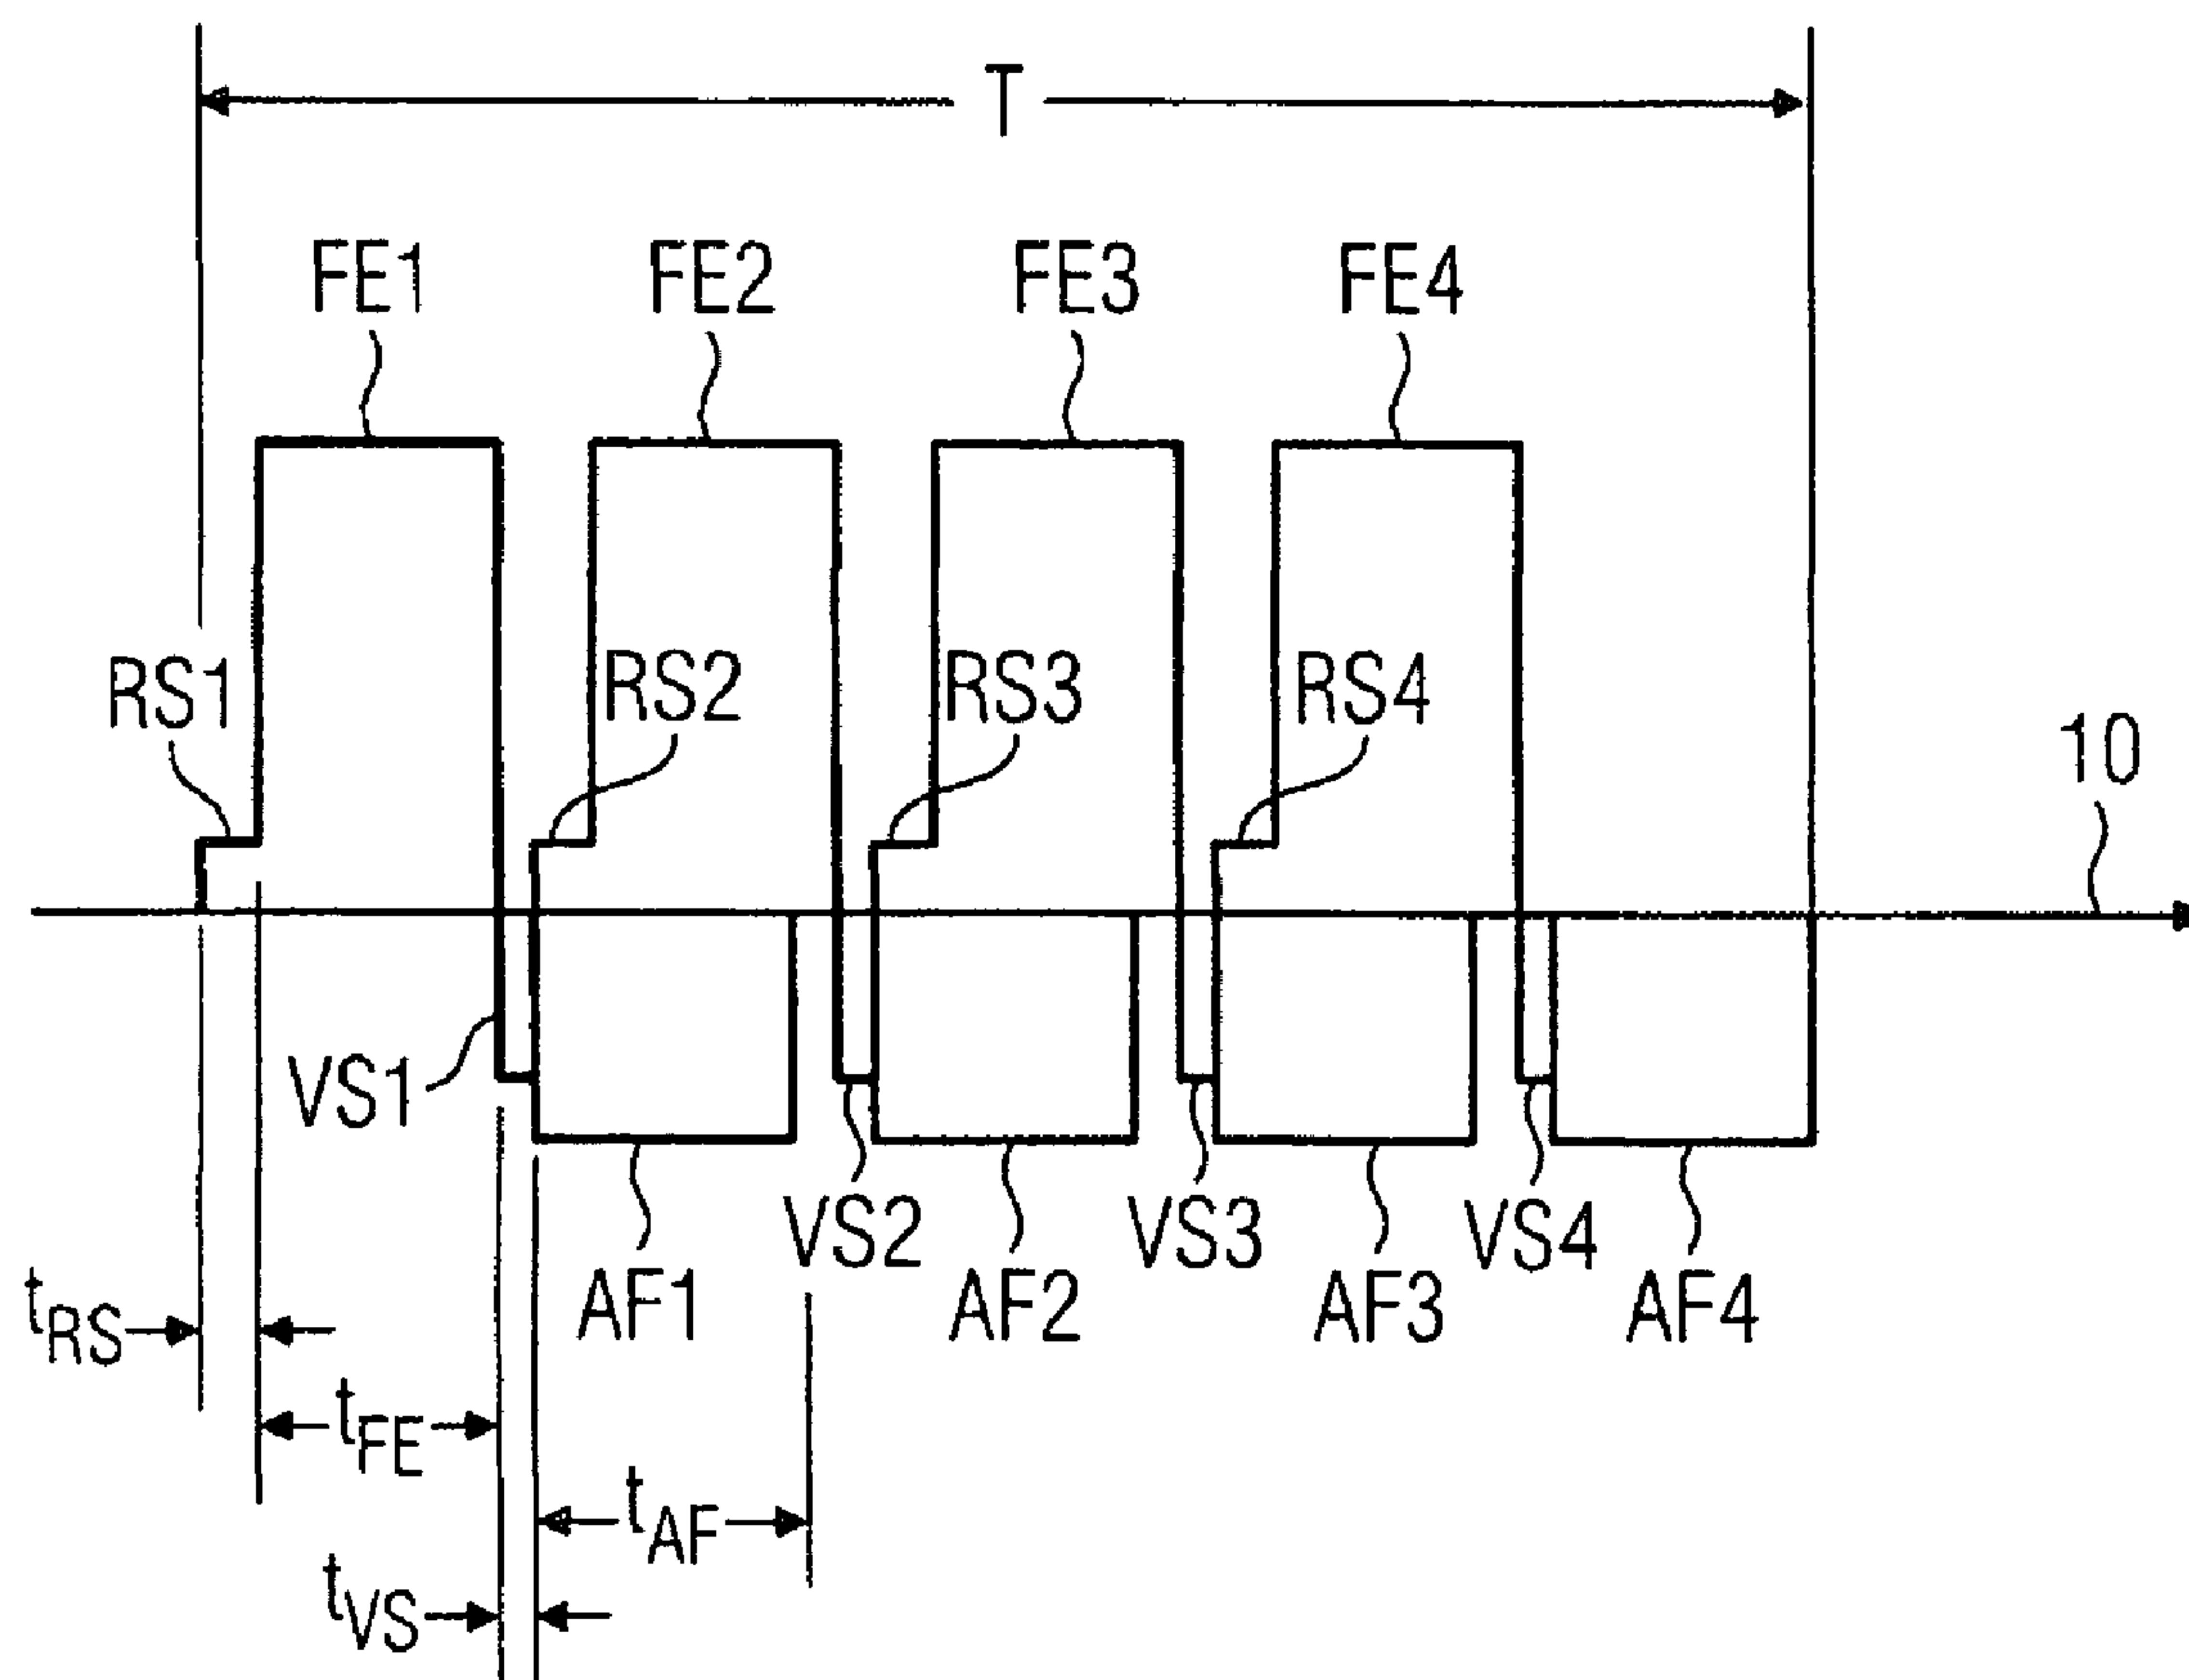 T
FE1 FE2 FE3 FE4
RS1 RS2 RS3 RS4
10
VS1
VS2 VS3 VS4
AF1 AF2 AF3 AF4
tRS
tFE
tAF
tVS